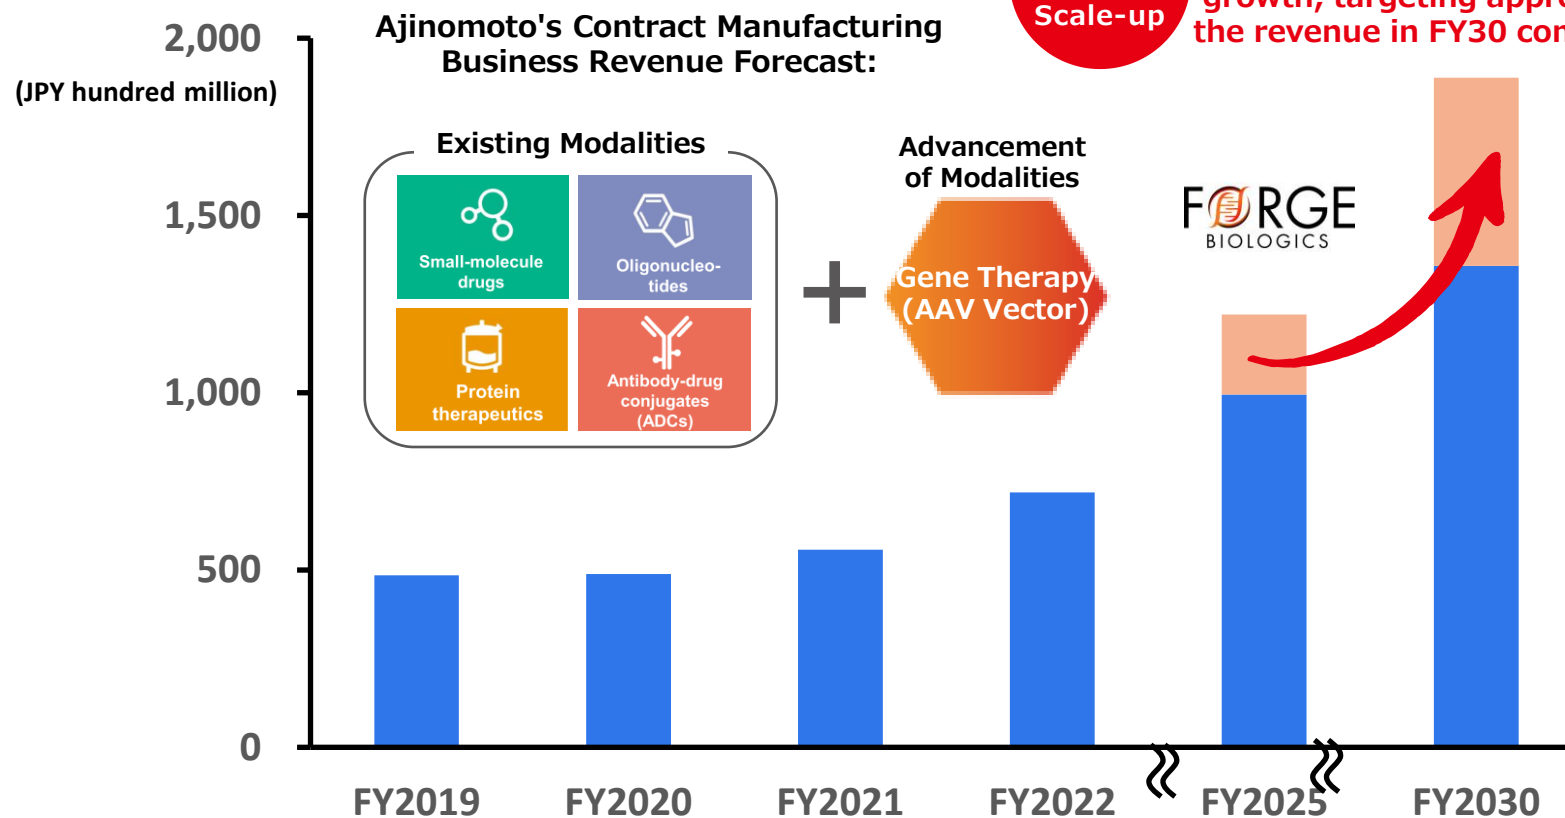 Ajinomoto's Contract Manufacturing
Business Revenue Forecast:
Scale-up
growth, targeting
the revenue in FY30
2,000
(JPY hundred million)
1,500
1,000
500
0
Existing Modalities
Small-molecule
drugs
Oligonucleo-
tides
Protein
therapeutics
Antibody-drug
conjugates
(ADCs)
+
Advancement
of Modalities
Gene Therapy
(AAV Vector)
FORGE
BIOLOGICS
FY2019
FY2020
FY2021
FY2022
FY2025
FY2030